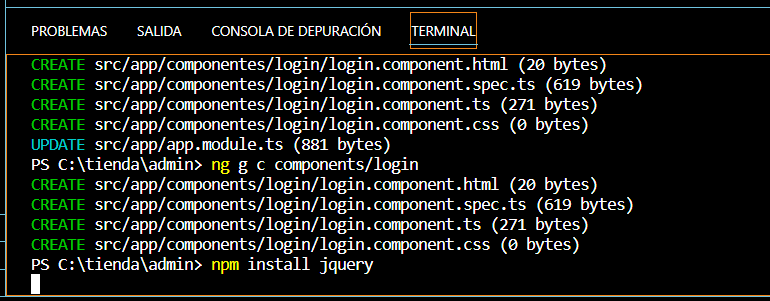 PROBLEMAS SALIDA CONSOLA DE DEPURACIÓN TERMINAL
CREATE src/app/componentes/login/login.component.html (20 bytes)
CREATE src/app/componentes/login/login.component.spec.ts (619 bytes)
CREATE src/app/componentes/login/login.component.ts (271 bytes)
CREATE src/app/componentes/login/login.component.css (0 bytes)
UPDATE src/app/app.module.ts (881 bytes)
PS C:\tienda\admin> ng g c components/login
CREATE src/app/components/login/login.component.html (20 bytes)
CREATE src/app/components/login/login.component.spec.ts (619 bytes)
CREATE src/app/components/login/login.component.ts (271 bytes)
CREATE src/app/components/login/login.component.css (0 bytes)
PS C:\tienda\admin> npm install jquery